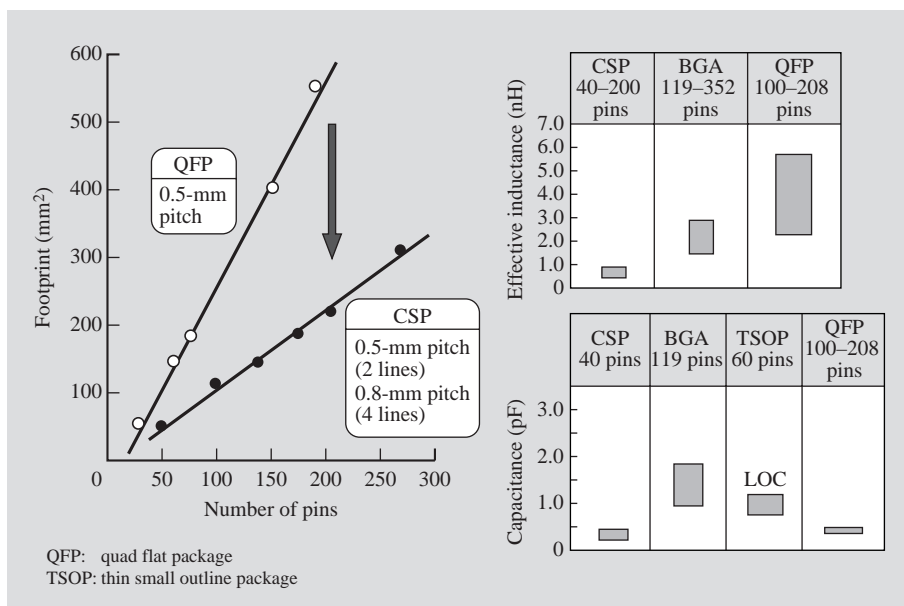 600
500
400
300
200
100
0
50
100
150
200
250
300
Footprint (mm²)
Number of pins
QFP
0.5-mm
pitch
CSP
0.5-mm pitch
(2 lines)
0.8-mm pitch
(4 lines)
QFP: quad flat package
TSOP: thin small outline package
CSP
40–200
pins
BGA
119–352
pins
QFP
100–208
pins
Effective inductance (nH)
7.0
6.0
5.0
4.0
3.0
2.0
1.0
0
CSP
40 pins
BGA
119 pins
TSOP
60 pins
QFP
100–208
pins
Capacitance (pF)
3.0
2.0
1.0
0
LOC